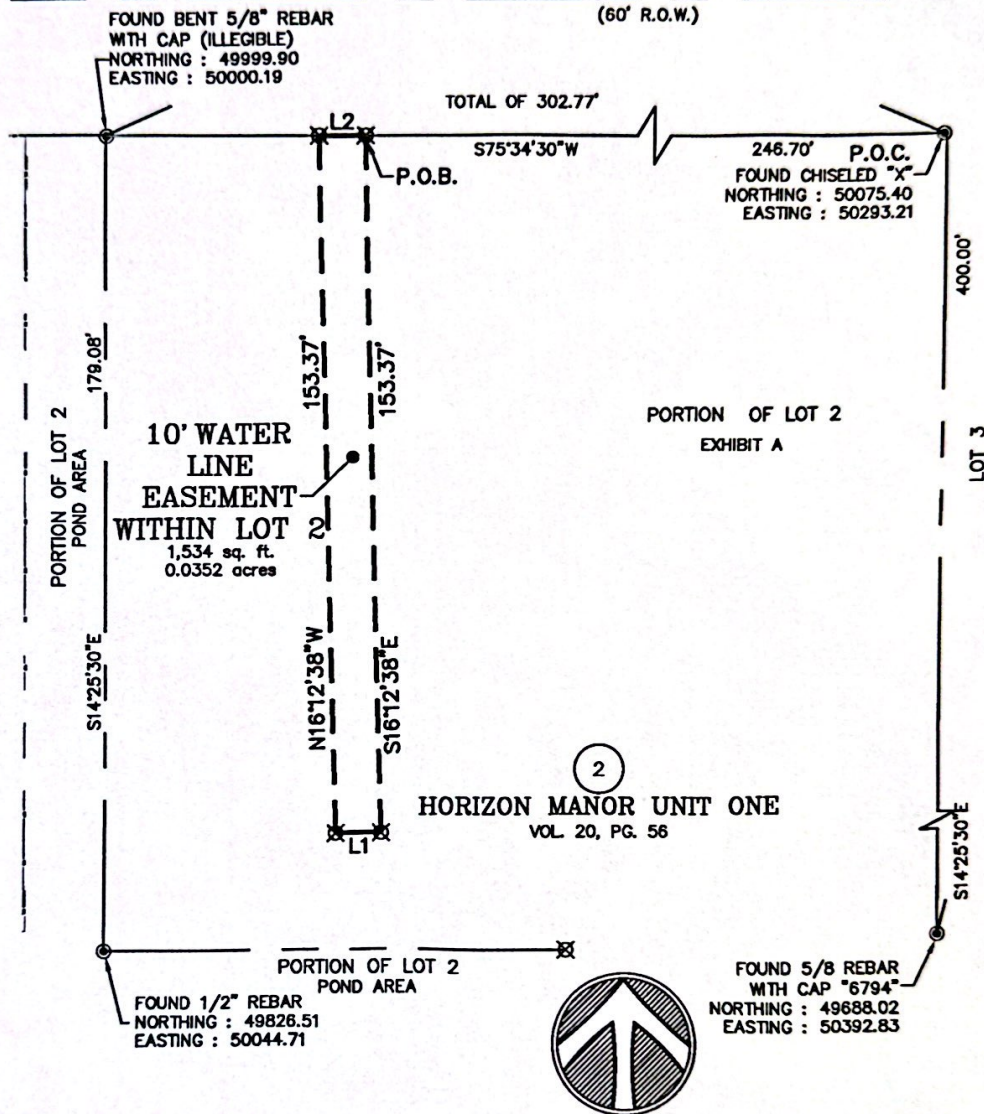 (60' R.O.W.)
FOUND BENT 5/8" REBAR
WITH CAP (ILLEGIBLE)
NORTHING : 49999.90
EASTING : 50000.19
TOTAL OF 302.77'
L2
S75°34'30"W
246.70'
P.O.C.
FOUND CHISELED "X"
NORTHING : 50075.40
EASTING : 50293.21
P.O.B.
400.00'
179.08'
153.37'
153.37'
PORTION OF LOT 2
EXHIBIT A
LOT 3
PORTION OF LOT 2
POND AREA
10' WATER
LINE
EASEMENT
WITHIN LOT 2
1,534 sq. ft.
0.0352 acres
S14°25'30"E
N16°12'38"W
S16°12'38"E
2
HORIZON MANOR UNIT ONE
VOL. 20, PG. 56
S14°25'30"E
L1
PORTION OF LOT 2
POND AREA
FOUND 1/2" REBAR
NORTHING : 49826.51
EASTING : 50044.71
FOUND 5/8 REBAR
WITH CAP "6794"
NORTHING : 49688.02
EASTING : 50392.83